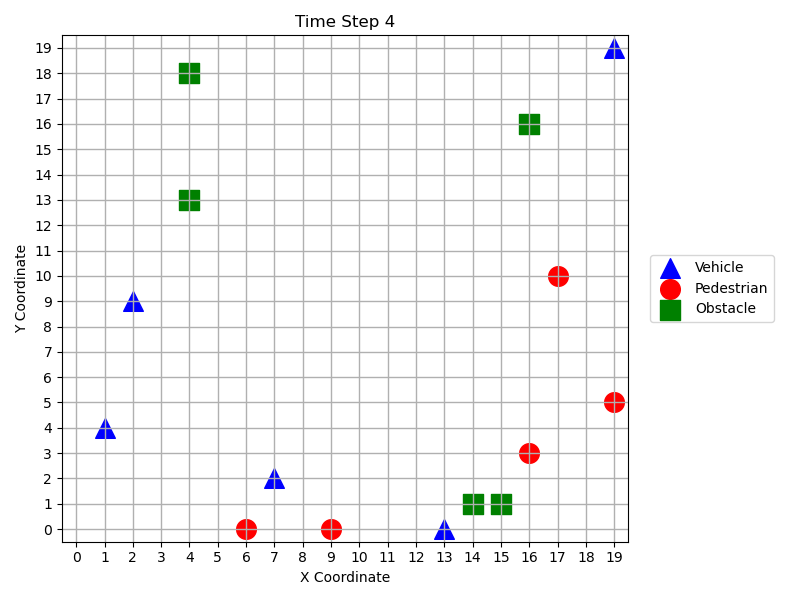 Time Step 4
19
18
17
16
15
14
13
12
11
10
9
8
7
6
5
4
3
2
1
0
Y Coordinate
0 1 2 3 4 5 6 7 8 9 10 11 12 13 14 15 16 17 18 19
X Coordinate
Vehicle
Pedestrian
Obstacle